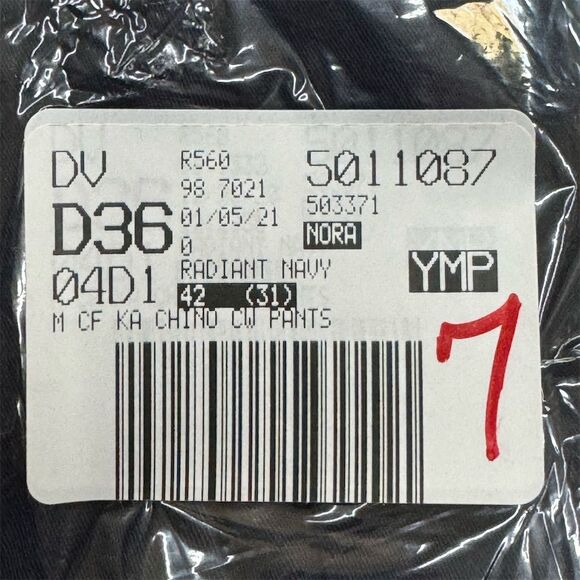 DV R560 5011087
98 7021 503371
D36 01/05/21 NORA
0
RADIANT NAVY YMP
04D1 42 (31)
M CF KA CHINO CW PANTS
7